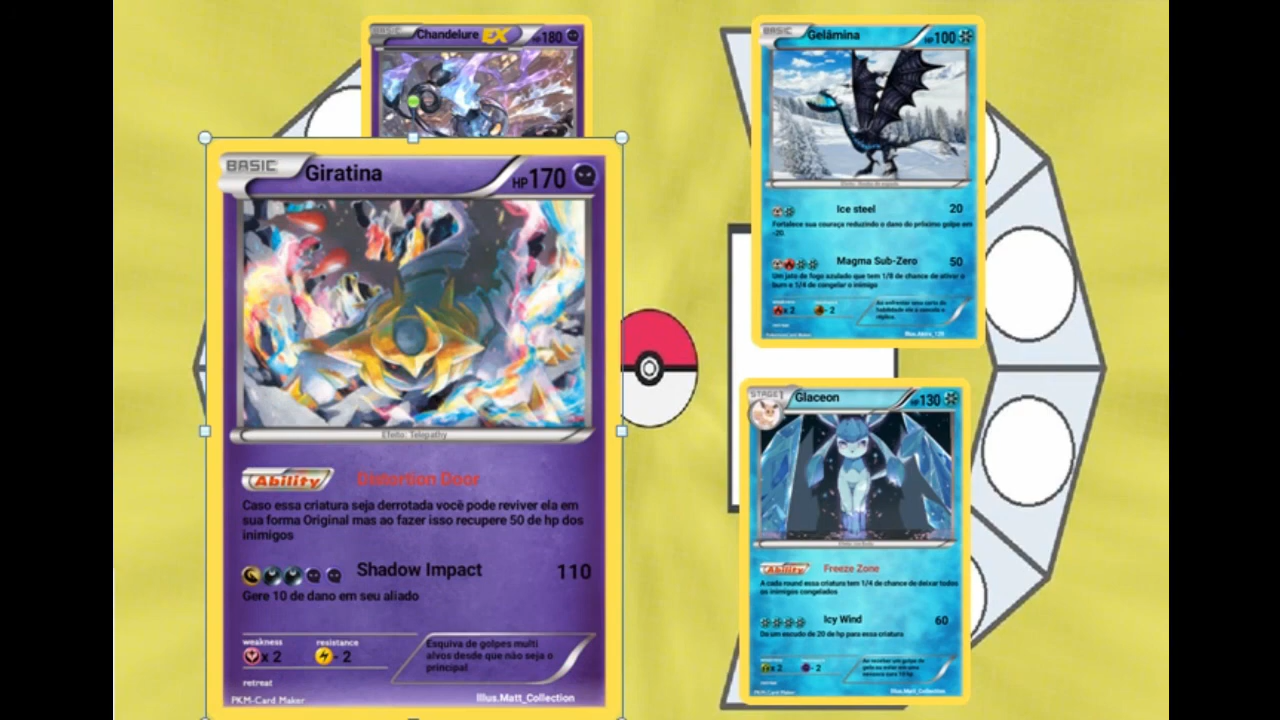 BASIC
Chandelure EX
HP180
BASIC
Giratina
HP170
Efeito: Telepathy
Ability
Distortion Door
Caso essa criatura seja derrotada você pode reviver ela em
sua forma Original mas ao fazer isso recupere 50 de hp dos
inimigos
Shadow Impact 110
Gere 10 de dano em seu aliado
weakness
x 2
resistance
- 2
retreat
Esquiva de golpes multi
alvos desde que não seja o
principal
PKM-Card Maker
Illus.Matt_Collection
BASIC
Gelâmina
HP100
Ice steel 20
Fortalece sua couraça reduzindo o dano do próximo golpe em
-20.
Magma Sub-Zero 50
Um jato de fogo azulado que tem 1/8 de chance de ativar o
burn e 1/4 de congelar o inimigo
x 2
- 2
STAGE 1
Glaceon
HP130
Ability
Freeze Zone
A cada round essa criatura tem 1/4 de chance de deixar todos
os inimigos congelados
Icy Wind 60
De um escudo de 20 de hp para essa criatura
x 2
- 2
PKM-Card Maker
Illus.Matt_Collection